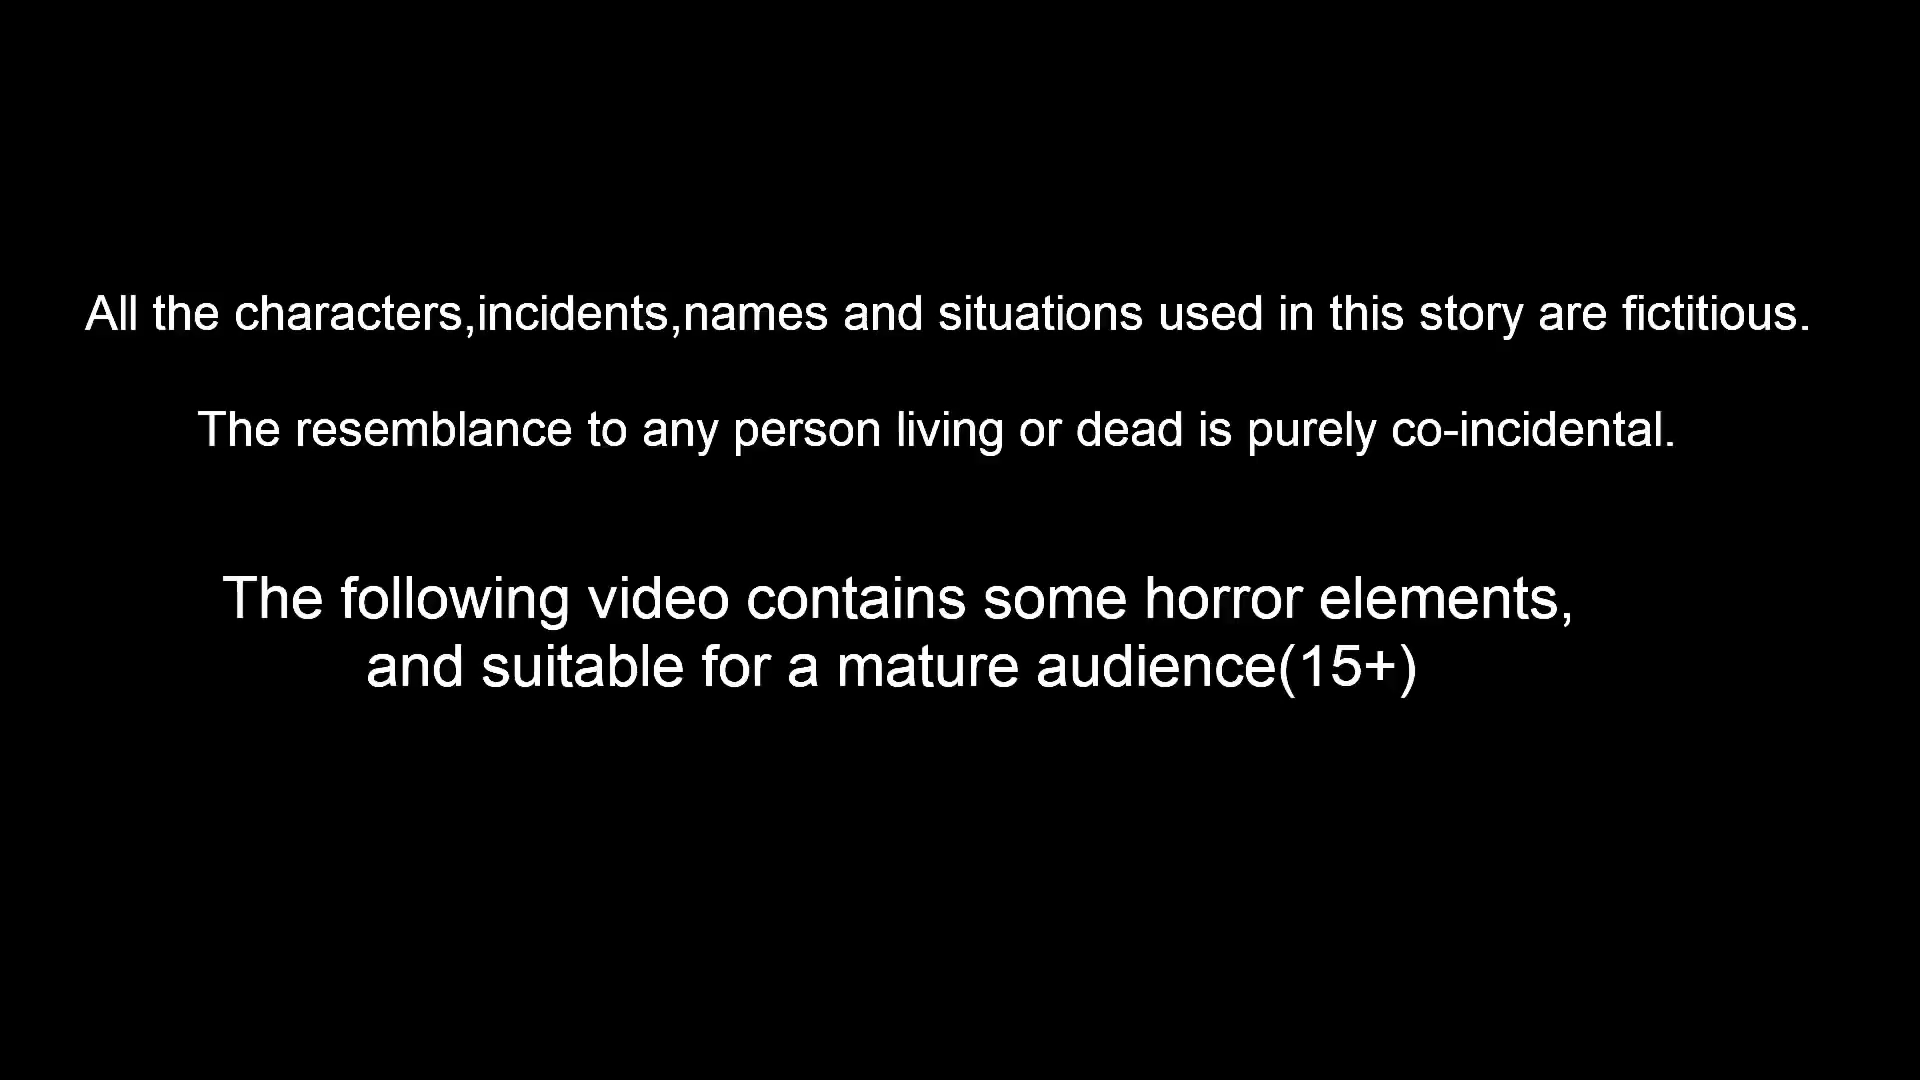 All the characters,incidents,names and situations used in this story are fictitious.
The resemblance to any person living or dead is purely co-incidental.
The following video contains some horror elements,
and suitable for a mature audience(15+)